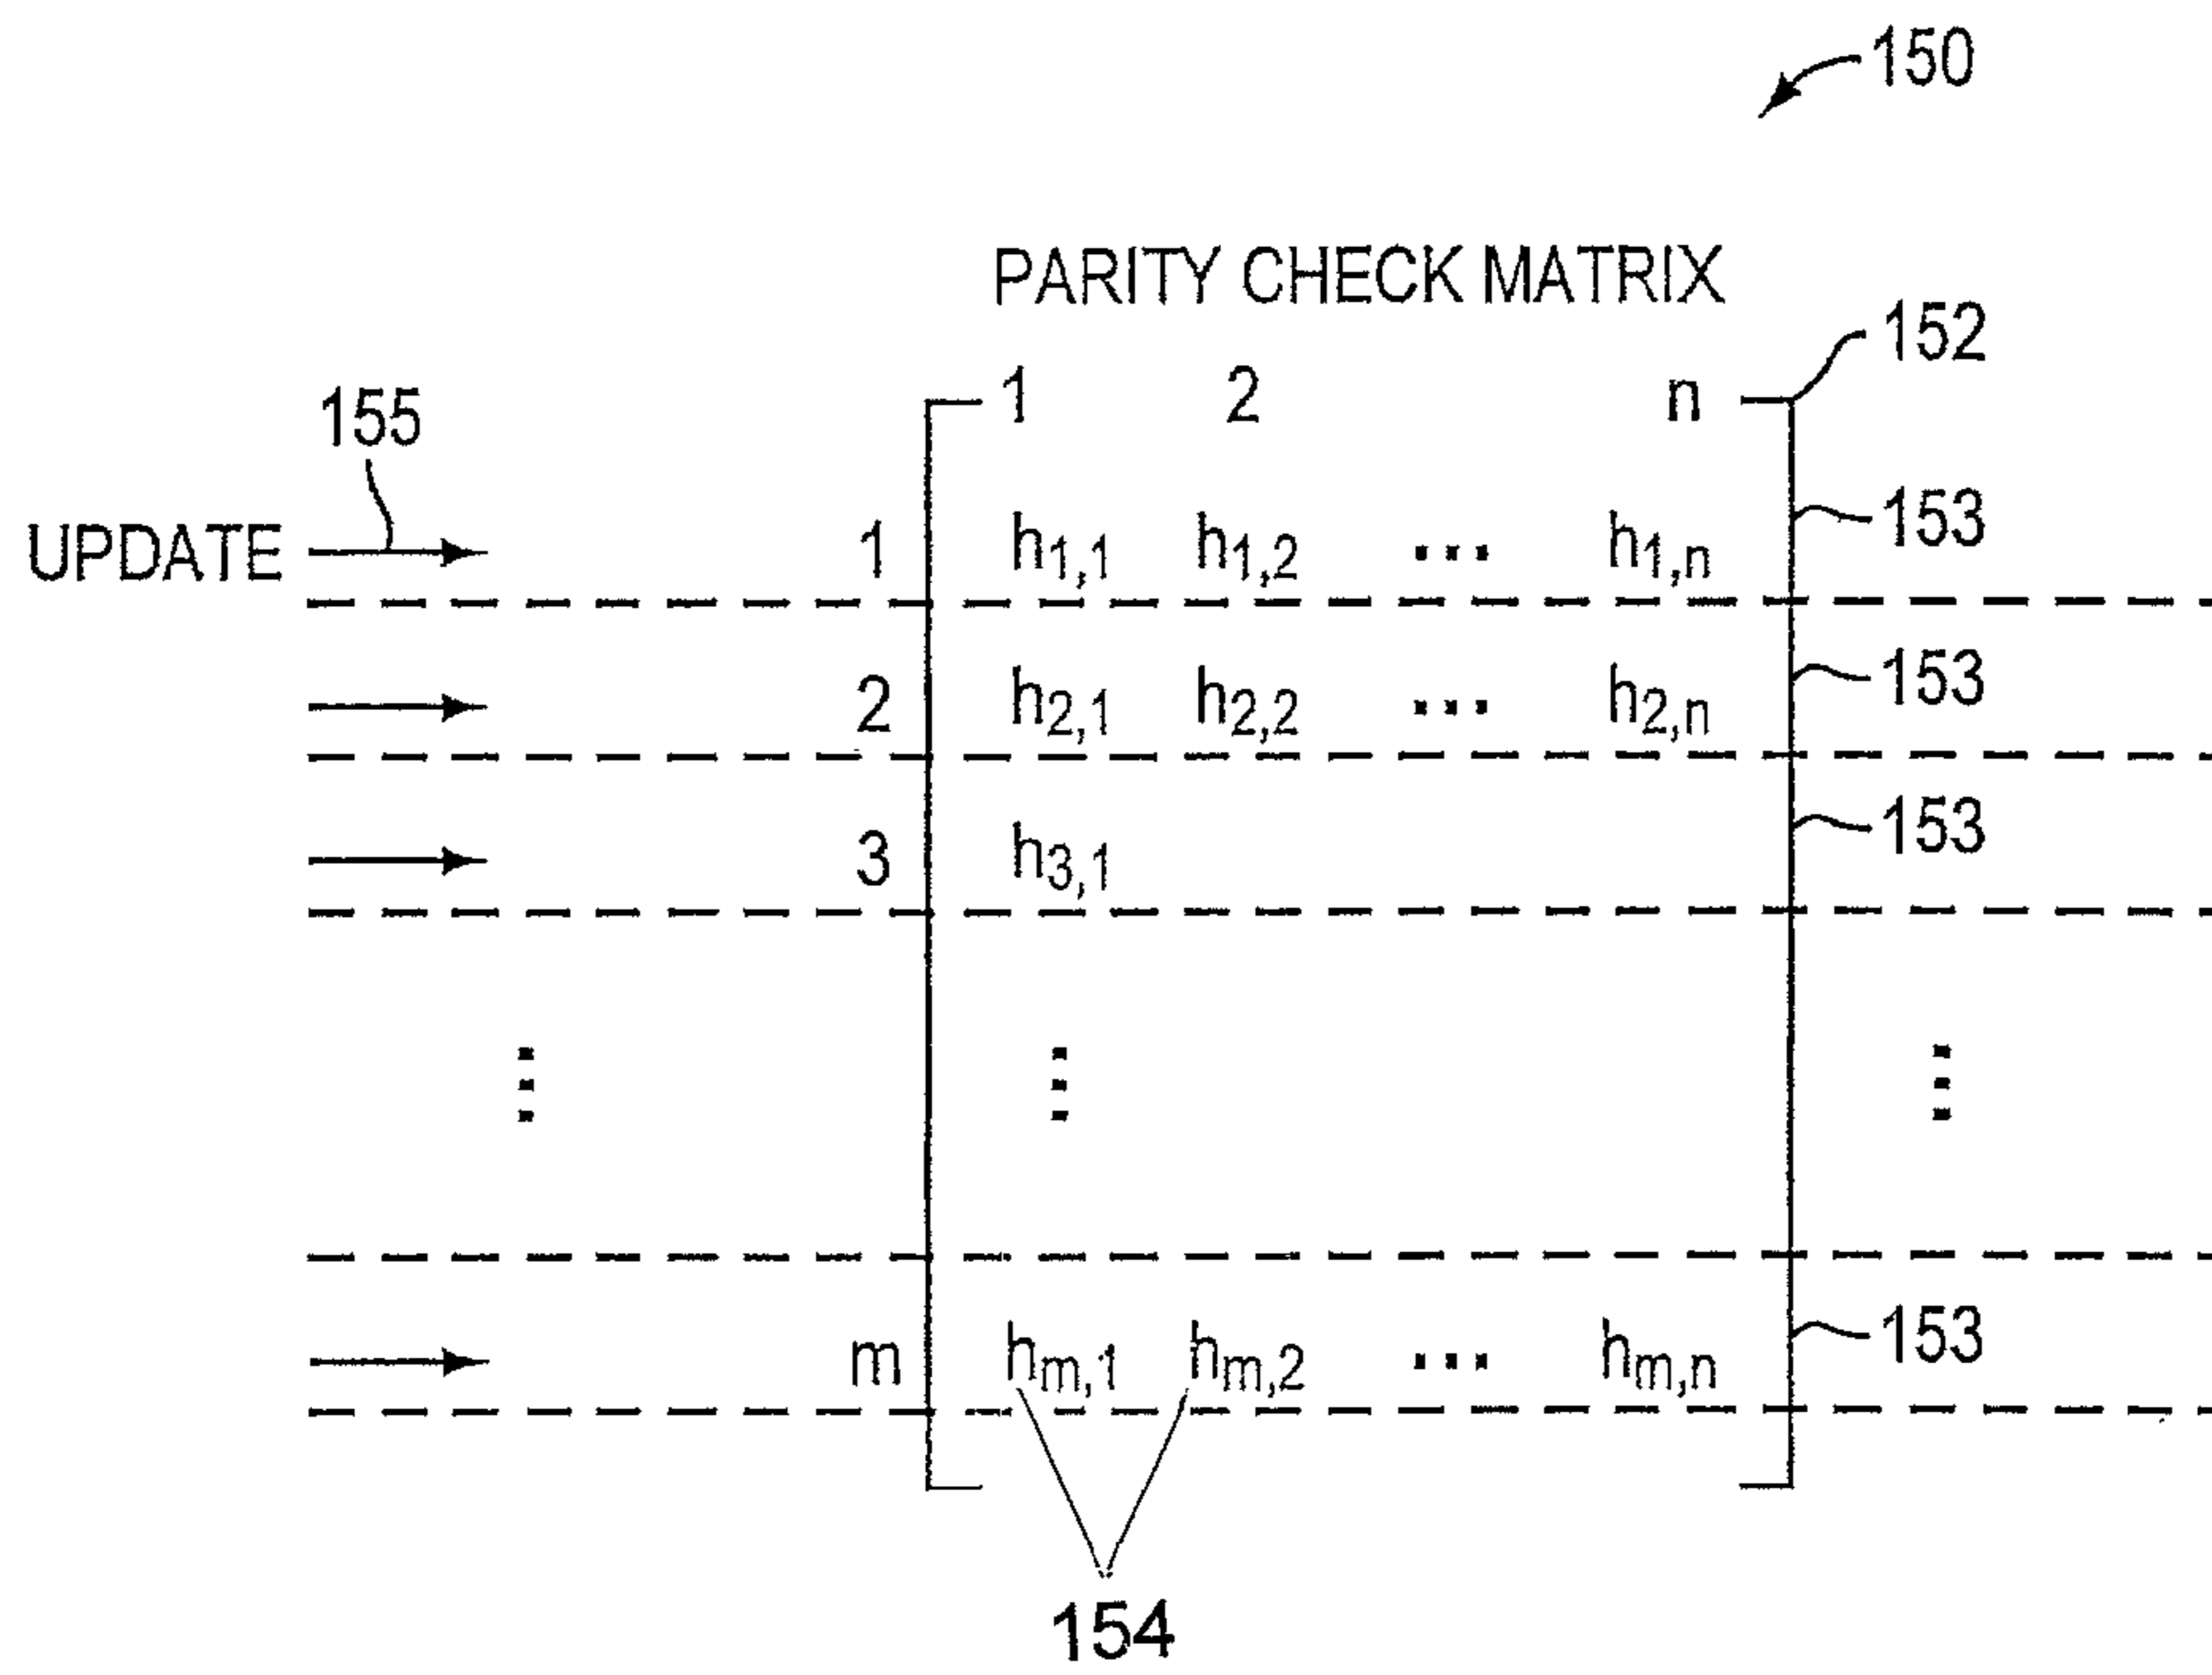 150
PARITY CHECK MATRIX
152
1 2 n
155
UPDATE 1 h1,1 h1,2 ... h1,n 153
2 h2,1 h2,2 ... h2,n 153
3 h3,1 153
m hm,1 hm,2 ... hm,n 153
154